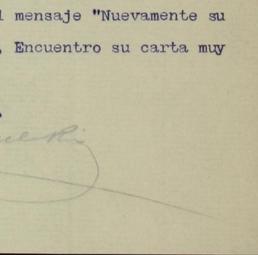 l mensaje "Nuevamente su
, Encuentro su carta muy